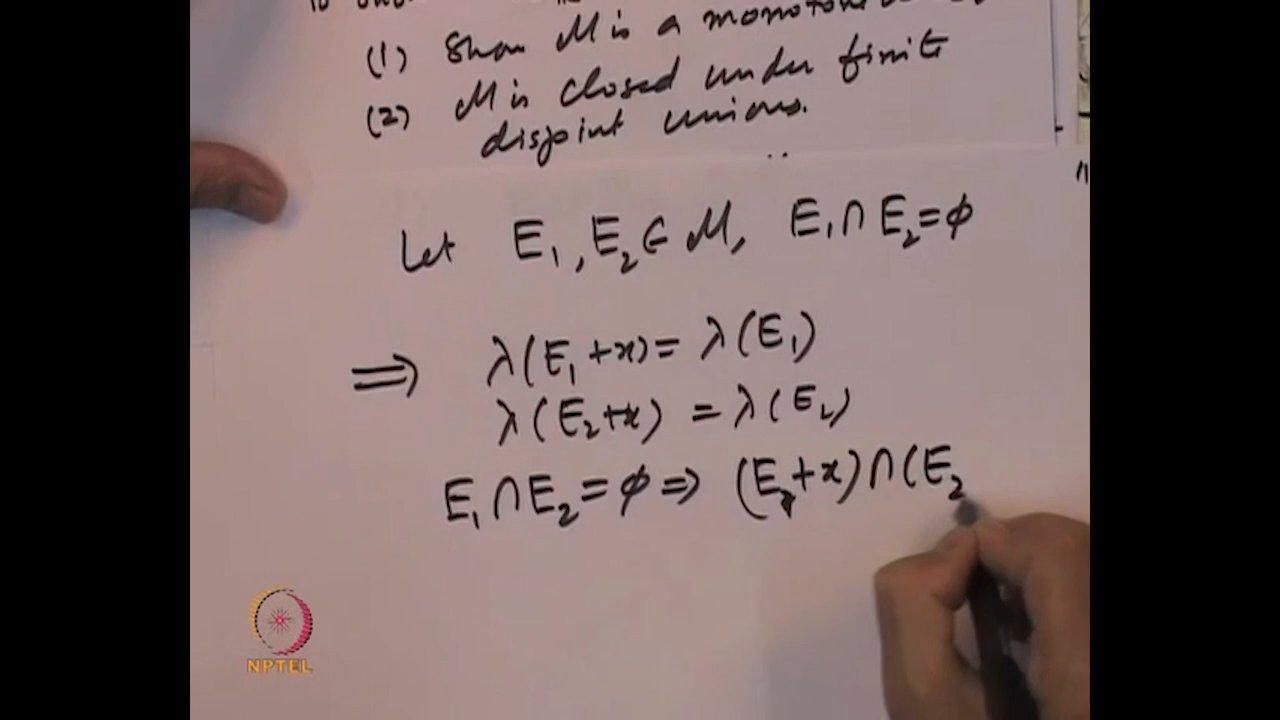 (1) Show M is a
(2) M is closed under finite
disjoint unions.
Let E₁, E₂ ∈ M, E₁ ∩ E₂ = ϕ
⟹ λ(E₁ + x) = λ(E₁)
λ(E₂ + x) = λ(E₂)
E₁ ∩ E₂ = ϕ ⇒ (E₁ + x) ∩ (E₂
NPTEL